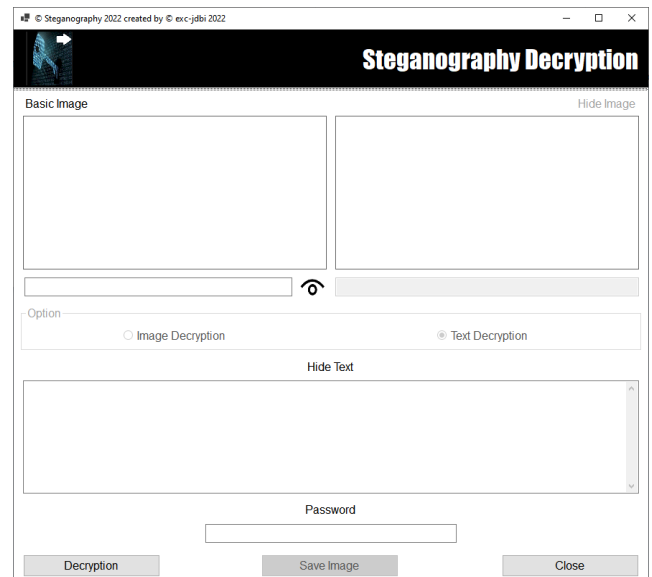 © Steganography 2022 created by © exc-jdbi 2022
Steganography Decryption
Basic Image Hide Image
Option
Image Decryption Text Decryption
Hide Text
Password
Decryption Save Image Close